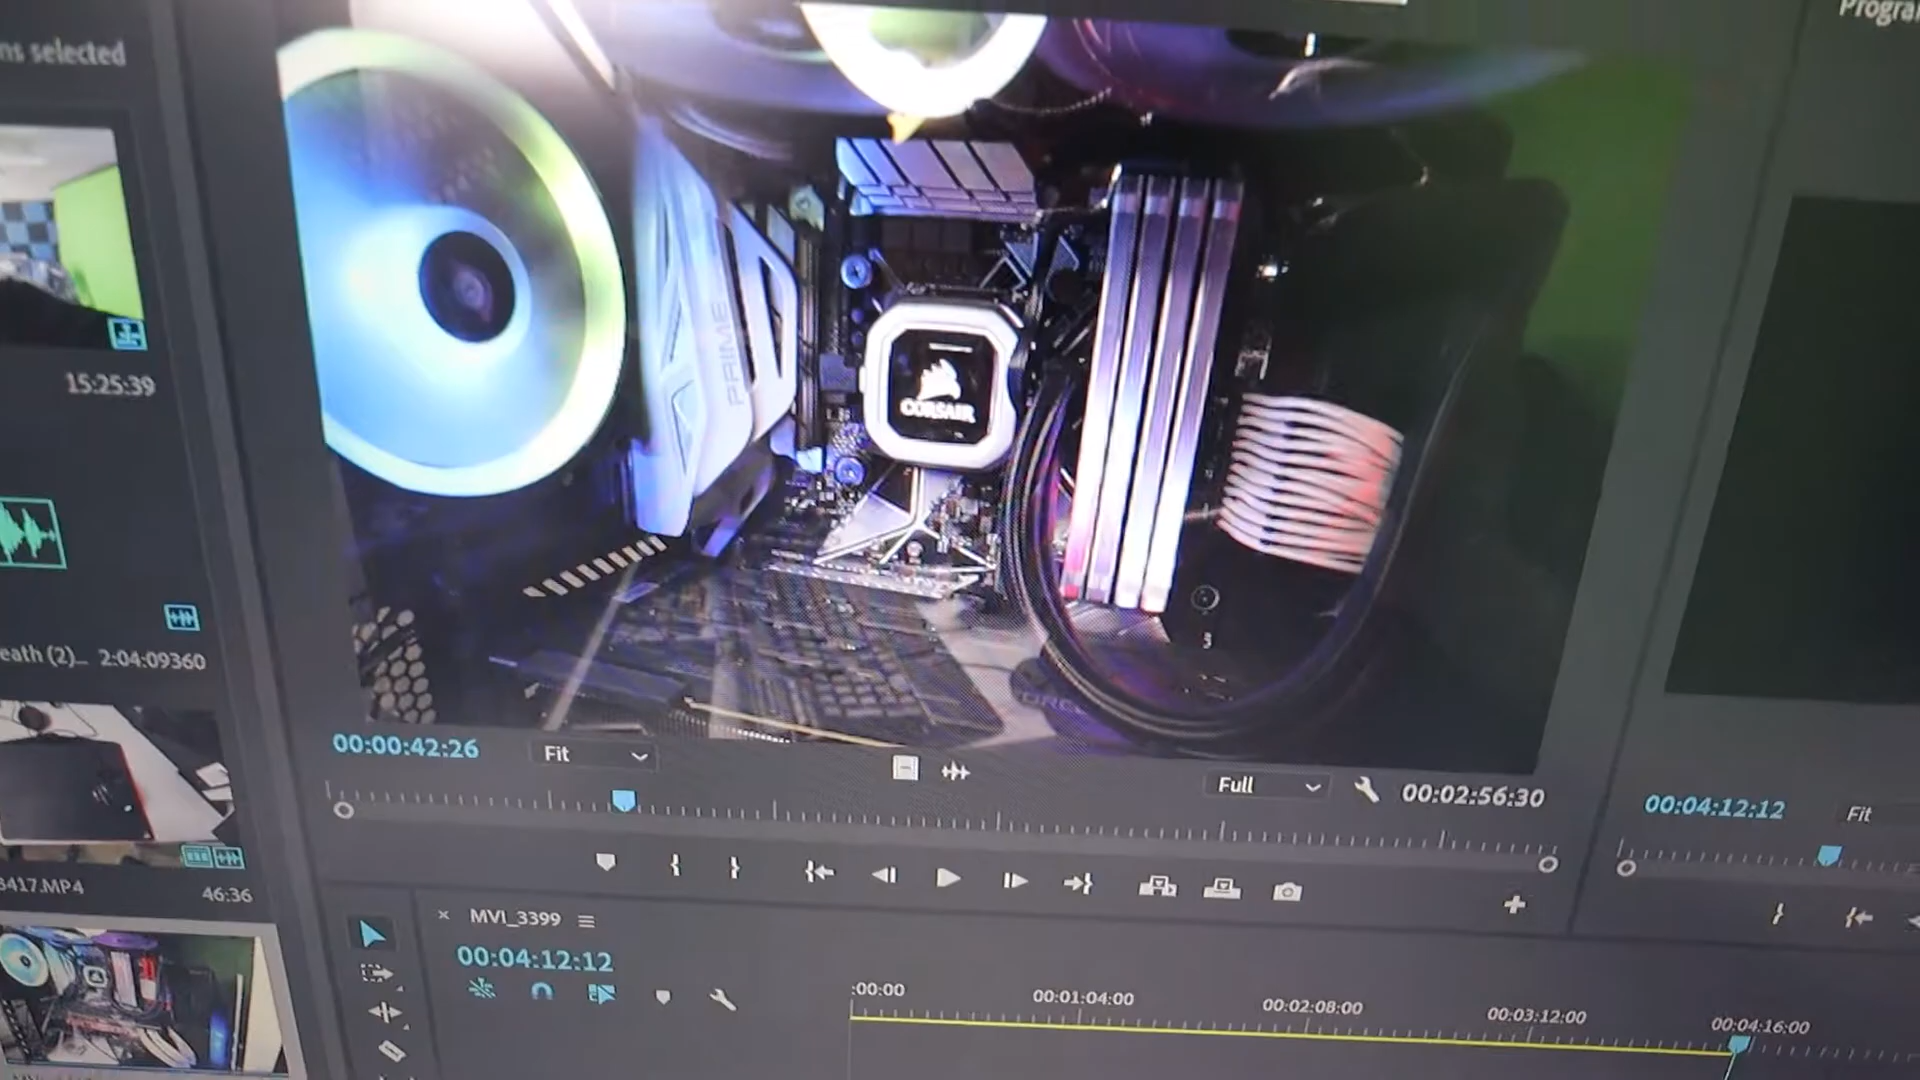 ns selected
Progra
15:25:39
PRIME
CORSAIR
eath (2)... 2:04:09360
00:00:42:26
Fit
Full
00:02:56:30
00:04:12:12
Fit
3417.MP4
46:36
MVI_3399
00:04:12:12
:00:00
00:01:04:00
00:02:08:00
00:03:12:00
00:04:16:00